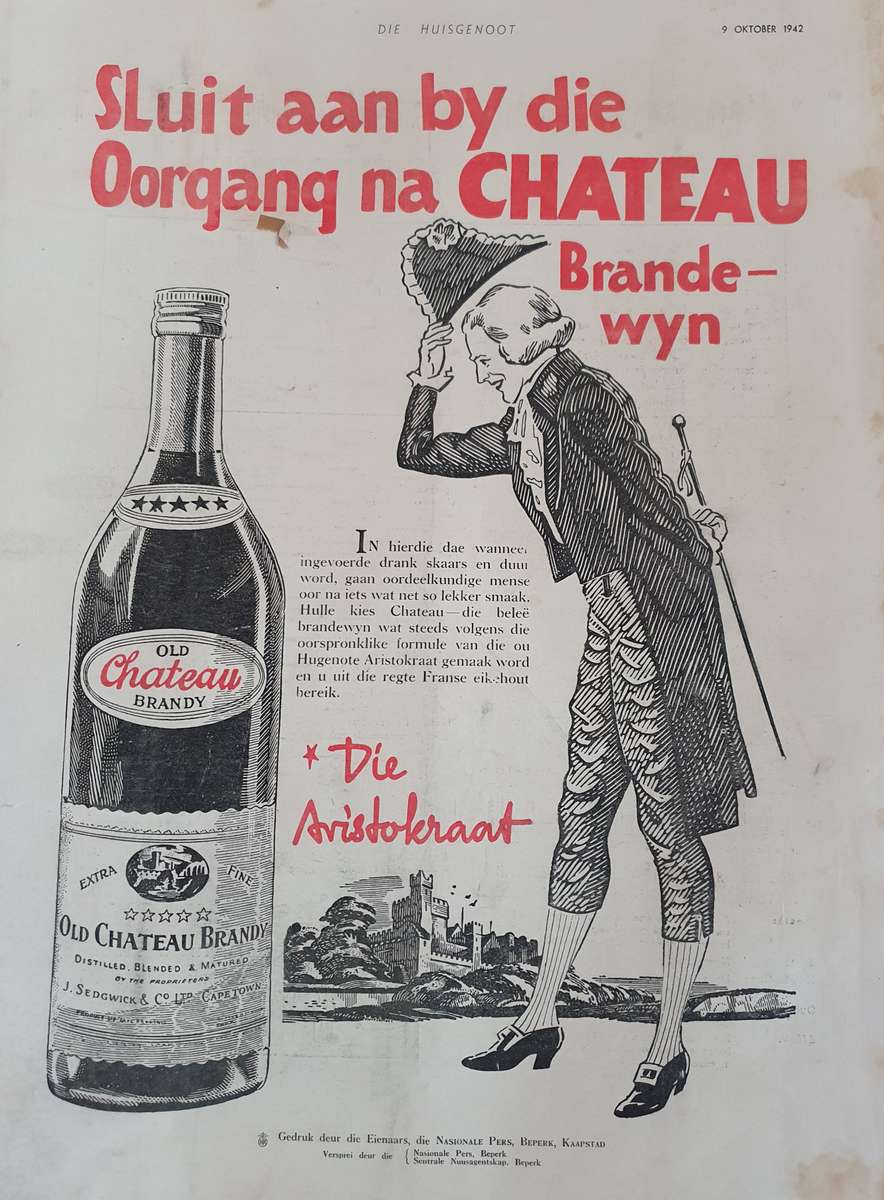 DIE HUISGENOOT
9 OKTOBER 1942
Sluit aan by die
Oorgang na CHATEAU
Brande-
wyn
★★★★★
OLD
Chateau
BRANDY
IN hierdie dae wanneer
ingevoerde drank skaars en duur
word, gaan oordeelkundige mense
oor na iets wat net so lekker smaak.
Hulle kies Chateau—die beleë
brandewyn wat steeds volgens die
oorspronklike formule van die ou
Hugenote Aristokraat gemaak word
en u uit die regte Franse eikehout
bereik.
* Die
Aristokraat
EXTRA FINE
☆☆☆☆☆
OLD CHATEAU BRANDY
DISTILLED, BLENDED & MATURED
BY THE PROPRIETORS
J. SEDGWICK & CO LTD CAPE TOWN
Gedruk deur die Eienaars, die NASIONALE PERS, BEPERK, KAAPSTAD
Versprei deur die { Nasionale Pers, Beperk
Sentrale Nuusagentskap, Beperk